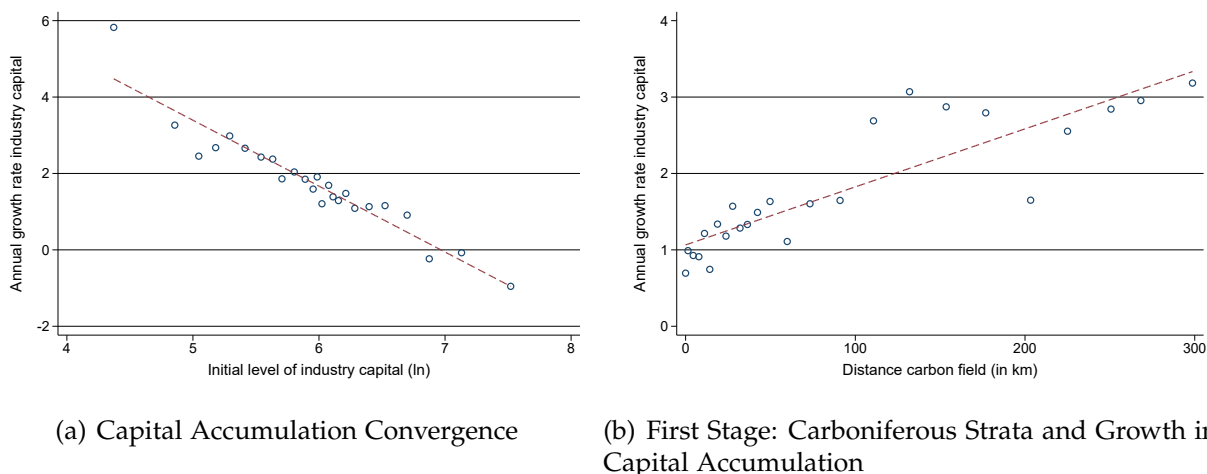 Annual growth rate industry capital
6
4
2
0
-2
4 5 6 7 8
Initial level of industry capital (ln)
(a) Capital Accumulation Convergence
Annual growth rate industry capital
4
3
2
1
0
0 100 200 300
Distance carbon field (in km)
(b) First Stage: Carboniferous Strata and Growth in
Capital Accumulation